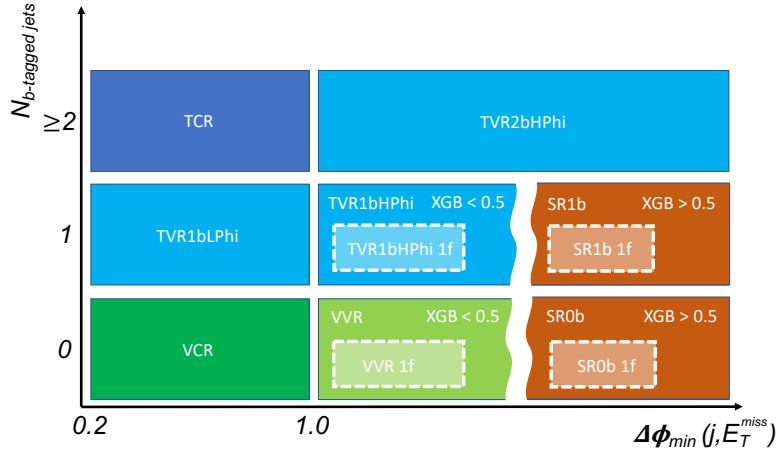 N_b-tagged jets
≥2
TCR
TVR2bHPhi
1
TVR1bLPhi
TVR1bHPhi XGB < 0.5
TVR1bHPhi 1f
SR1b XGB > 0.5
SR1b 1f
0
VCR
VVR XGB < 0.5
VVR 1f
SR0b XGB > 0.5
SR0b 1f
0.2 1.0
Δϕ_min (j,E_T^miss)